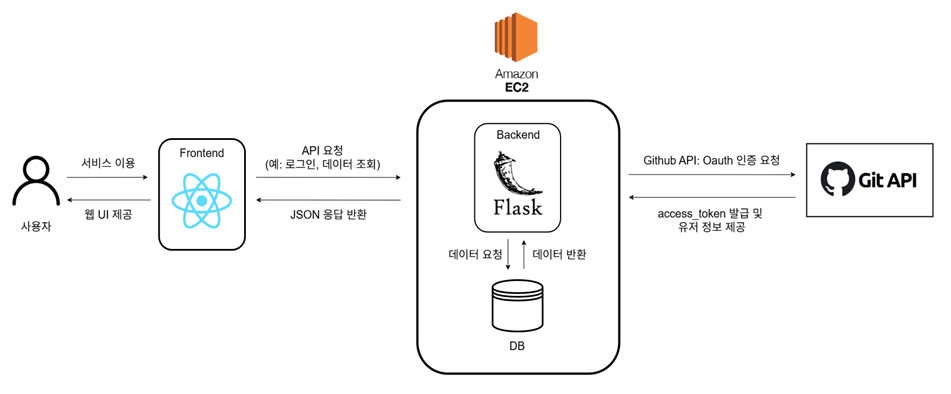 Amazon
EC2
Backend
Flask
Frontend
서비스 이용
웹 UI 제공
사용자
API 요청
(예: 로그인, 데이터 조회)
JSON 응답 반환
데이터 요청
데이터 반환
DB
Github API: Oauth 인증 요청
access_token 발급 및
유저 정보 제공
Git API